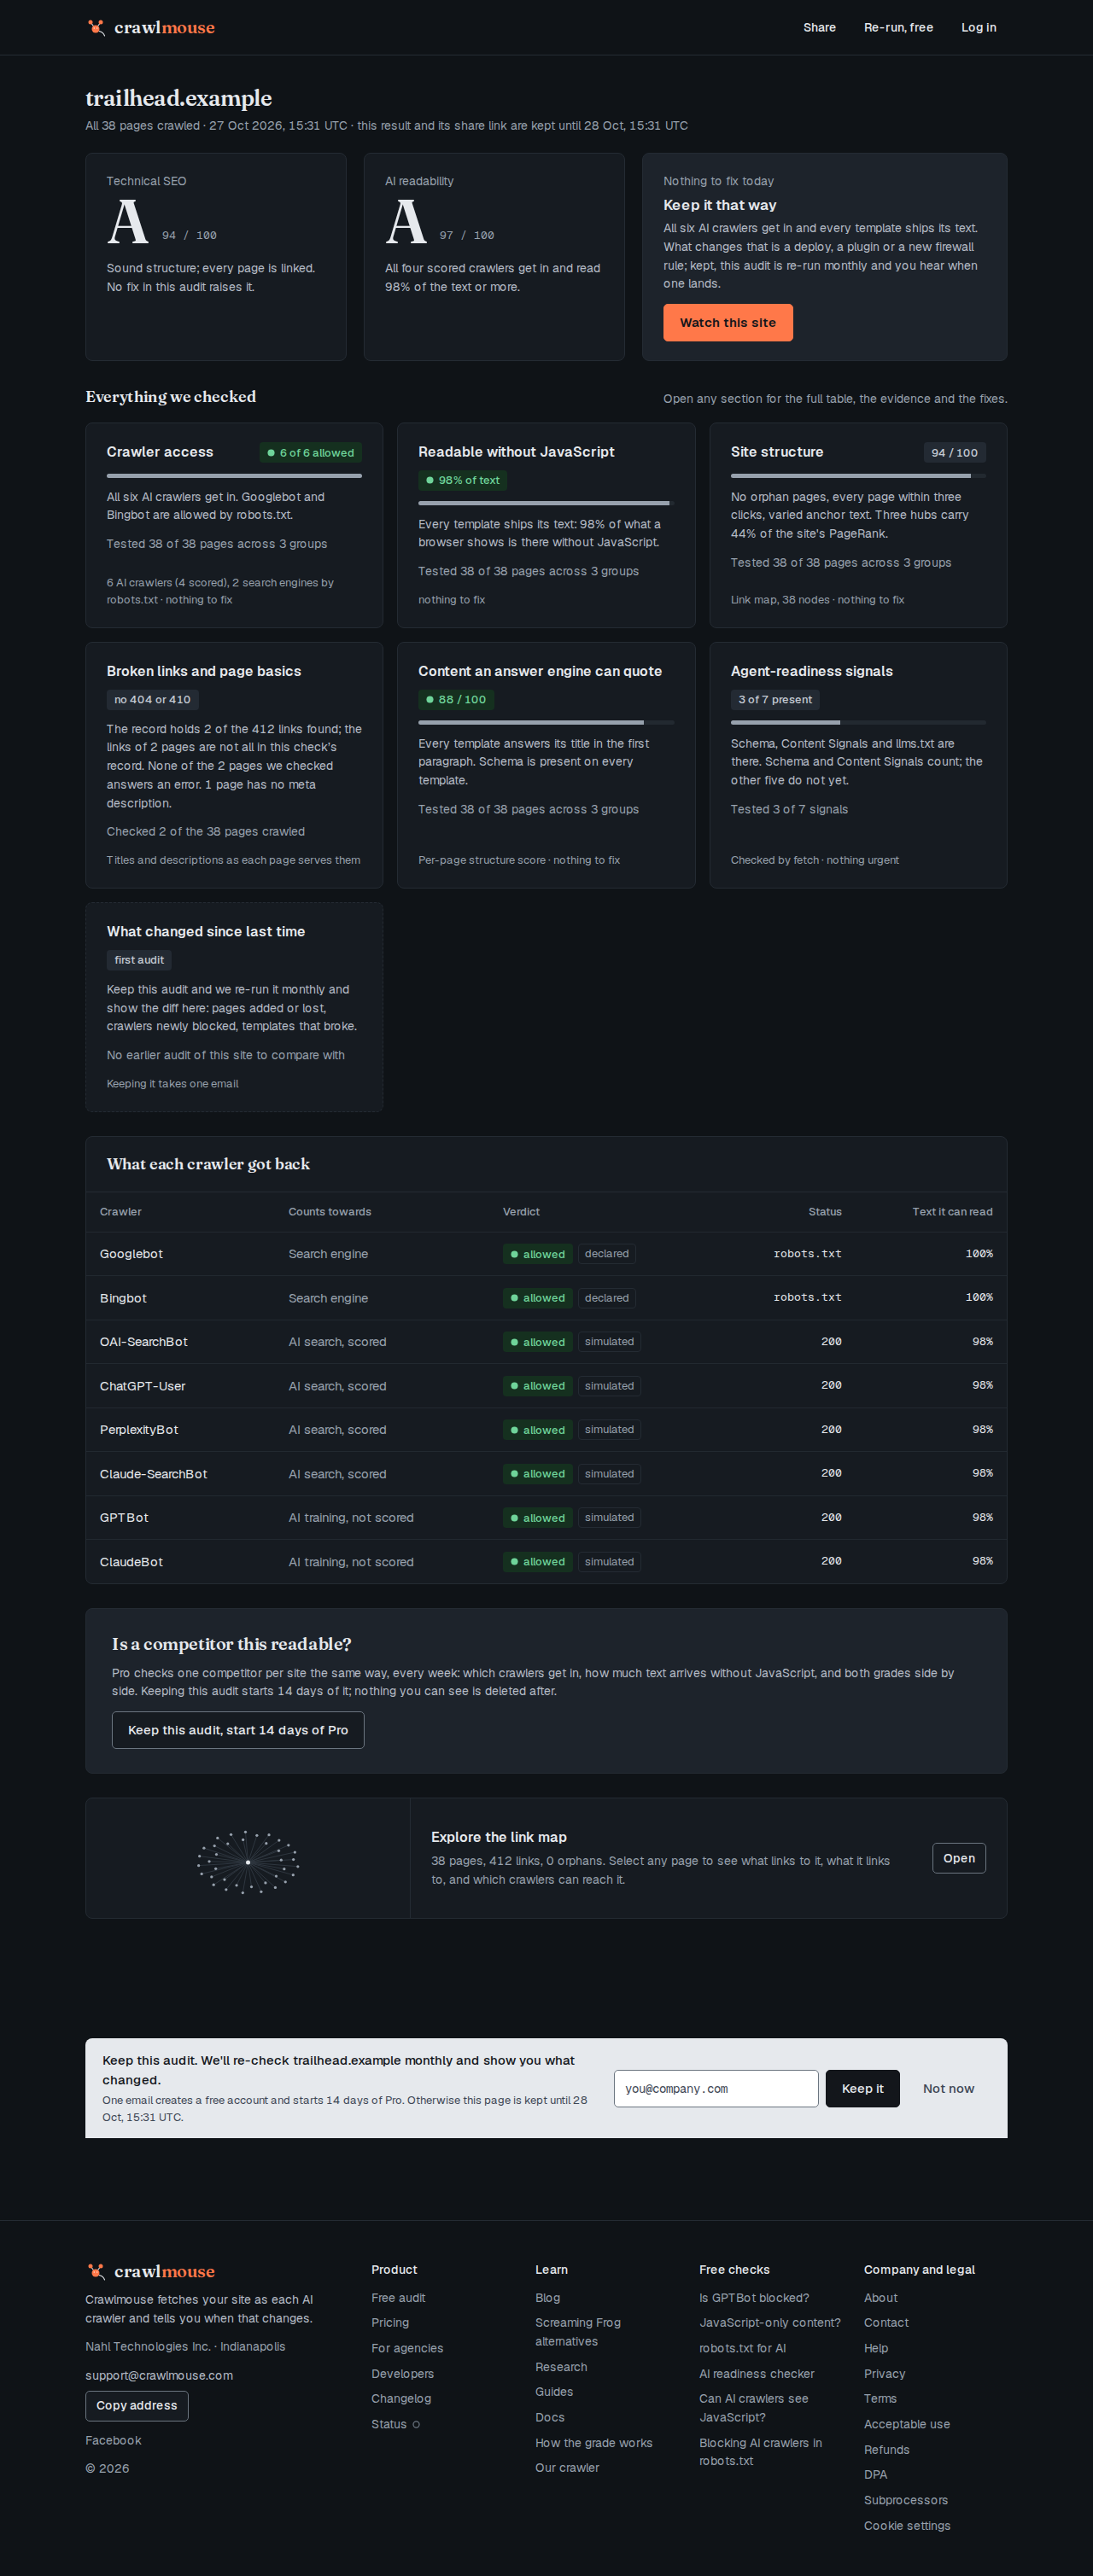 crawlmouse
Share
Re-run, free
Log in
trailhead.example
All 38 pages crawled · 27 Oct 2026, 15:31 UTC · this result and its share link are kept until 28 Oct, 15:31 UTC
Technical SEO
A 94 / 100
Sound structure; every page is linked.
No fix in this audit raises it.
AI readability
A 97 / 100
All four scored crawlers get in and read
98% of the text or more.
Nothing to fix today
Keep it that way
All six AI crawlers get in and every template ships its text.
What changes that is a deploy, a plugin or a new firewall
rule; kept, this audit is re-run monthly and you hear when
one lands.
Watch this site
Everything we checked
Open any section for the full table, the evidence and the fixes.
Crawler access
6 of 6 allowed
All six AI crawlers get in. Googlebot and
Bingbot are allowed by robots.txt.
Tested 38 of 38 pages across 3 groups
6 AI crawlers (4 scored), 2 search engines by
robots.txt · nothing to fix
Readable without JavaScript
98% of text
Every template ships its text: 98% of what a
browser shows is there without JavaScript.
Tested 38 of 38 pages across 3 groups
nothing to fix
Site structure
94 / 100
No orphan pages, every page within three
clicks, varied anchor text. Three hubs carry
44% of the site's PageRank.
Tested 38 of 38 pages across 3 groups
Link map, 38 nodes · nothing to fix
Broken links and page basics
no 404 or 410
The record holds 2 of the 412 links found; the
links of 2 pages are not all in this check's
record. None of the 2 pages we checked
answers an error. 1 page has no meta
description.
Checked 2 of the 38 pages crawled
Titles and descriptions as each page serves them
Content an answer engine can quote
88 / 100
Every template answers its title in the first
paragraph. Schema is present on every
template.
Tested 38 of 38 pages across 3 groups
Per-page structure score · nothing to fix
Agent-readiness signals
3 of 7 present
Schema, Content Signals and llms.txt are
there. Schema and Content Signals count; the
other five do not yet.
Tested 3 of 7 signals
Checked by fetch · nothing urgent
What changed since last time
first audit
Keep this audit and we re-run it monthly and
show the diff here: pages added or lost,
crawlers newly blocked, templates that broke.
No earlier audit of this site to compare with
Keeping it takes one email
What each crawler got back
Crawler Counts towards Verdict Status Text it can read
Googlebot Search engine allowed declared robots.txt 100%
Bingbot Search engine allowed declared robots.txt 100%
OAI-SearchBot AI search, scored allowed simulated 200 98%
ChatGPT-User AI search, scored allowed simulated 200 98%
PerplexityBot AI search, scored allowed simulated 200 98%
Claude-SearchBot AI search, scored allowed simulated 200 98%
GPTBot AI training, not scored allowed simulated 200 98%
ClaudeBot AI training, not scored allowed simulated 200 98%
Is a competitor this readable?
Pro checks one competitor per site the same way, every week: which crawlers get in, how much text arrives without JavaScript, and both grades side by
side. Keeping this audit starts 14 days of it; nothing you can see is deleted after.
Keep this audit, start 14 days of Pro
Explore the link map
38 pages, 412 links, 0 orphans. Select any page to see what links to it, what it links
to, and which crawlers can reach it.
Open
Keep this audit. We'll re-check trailhead.example monthly and show you what
changed.
One email creates a free account and starts 14 days of Pro. Otherwise this page is kept until 28
Oct, 15:31 UTC.
you@company.com
Keep it
Not now
crawlmouse
Crawlmouse fetches your site as each AI
crawler and tells you when that changes.
Nahl Technologies Inc. · Indianapolis
support@crawlmouse.com
Copy address
Facebook
© 2026
Product
Free audit
Pricing
For agencies
Developers
Changelog
Status
Learn
Blog
Screaming Frog
alternatives
Research
Guides
Docs
How the grade works
Our crawler
Free checks
Is GPTBot blocked?
JavaScript-only content?
robots.txt for AI
AI readiness checker
Can AI crawlers see
JavaScript?
Blocking AI crawlers in
robots.txt
Company and legal
About
Contact
Help
Privacy
Terms
Acceptable use
Refunds
DPA
Subprocessors
Cookie settings